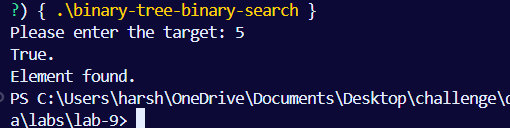 ?) { .\binary-tree-binary-search }
Please enter the target: 5
True.
Element found.
PS C:\Users\harsh\OneDrive\Documents\Desktop\challenge\
a\labs\lab-9>